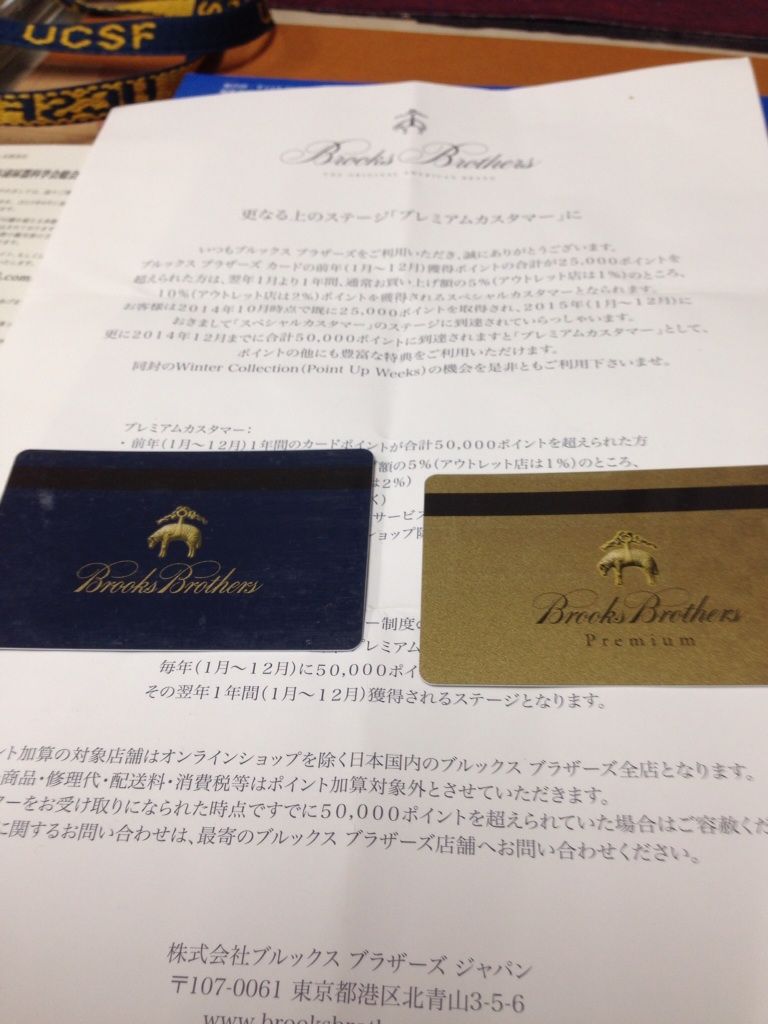 UCSF
Brooks Brothers
THE ORIGINAL AMERICAN BRAND
更なる上のステージ「プレミアムカスタマー」に
いつもブルックス ブラザーズをご利用いただき、誠にありがとうございます。
ブルックス ブラザーズ カードの前年(1月～12月)獲得ポイントの合計が25,000ポイントを
超えられた方は、翌年1月より1年間、通常お買い上げ額の5%(アウトレット店は1%)のところ、
10%(アウトレット店は2%)ポイントを獲得されるスペシャルカスタマーとなられます。
お客様は2014年10月時点で既に25,000ポイントを取得され、2015年(1月～12月)に
おきまして「スペシャルカスタマー」のステージに到達されていらっしゃいます。
更に2014年12月までに合計50,000ポイントに到達されますと「プレミアムカスタマー」として、
ポイントの他にも豊富な特典をご利用いただけます。
同封のWinter Collection(Point Up Weeks)の機会を是非ともご利用下さいませ。
プレミアムカスタマー:
・前年(1月～12月)1年間のカードポイントが合計50,000ポイントを超えられた方
額の5%(アウトレット店は1%)のところ、
は2%)
く)
サービス
ョップ
Brooks Brothers
Brooks Brothers
Premium
ー制度
プレミアム
毎年(1月～12月)に50,000ポイ
その翌年1年間(1月～12月)獲得されるステージとなります。
ント加算の対象店舗はオンラインショップを除く日本国内のブルックス ブラザーズ全店となります。
商品・修理代・配送料・消費税等はポイント加算対象外とさせていただきます。
マーをお受け取りになられた時点ですでに50,000ポイントを超えられていた場合はご容赦くだ
に関するお問い合わせは、最寄のブルックス ブラザーズ店舗へお問い合わせください。
株式会社ブルックス ブラザーズ ジャパン
〒107-0061 東京都港区北青山3-5-6